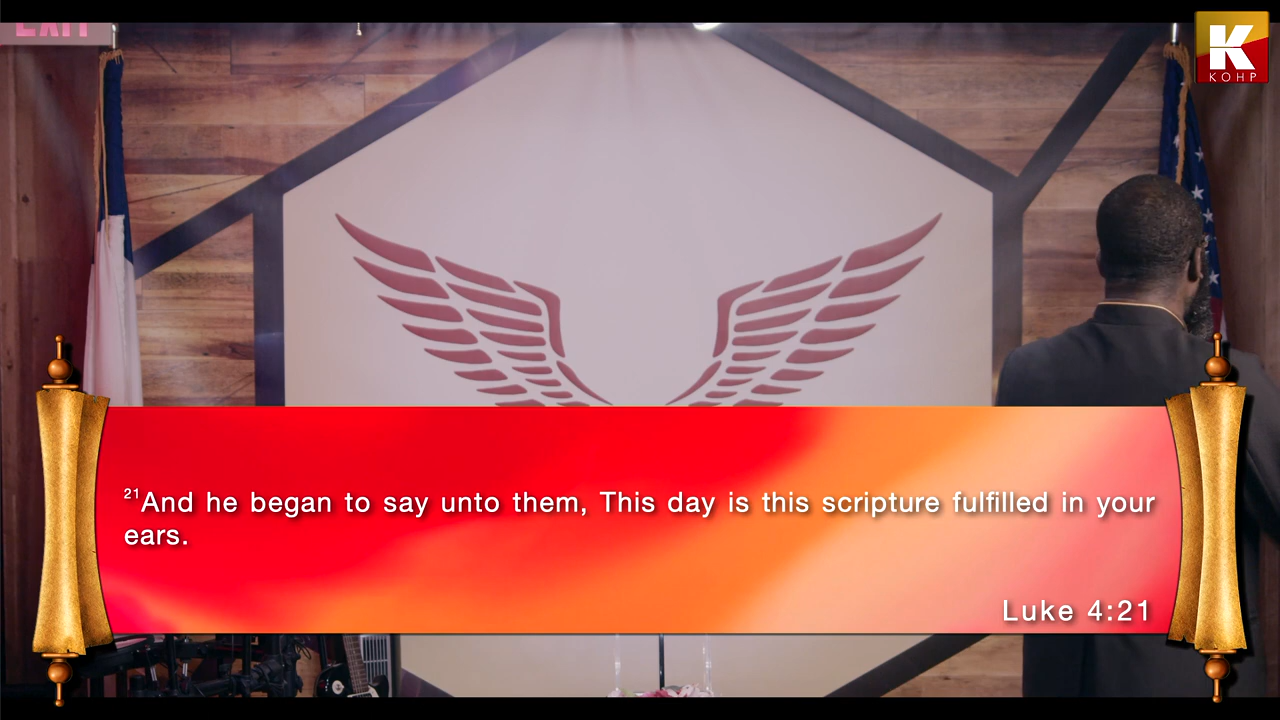 EXIT
K
KOHP
21And he began to say unto them, This day is this scripture fulfilled in your
ears.
Luke 4:21